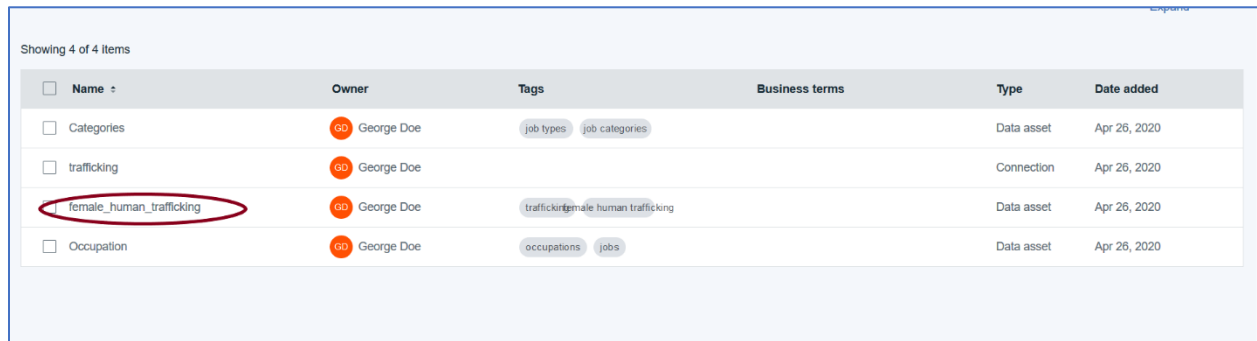 Expand
Showing 4 of 4 items
Name Owner Tags Business terms Type Date added
Categories GD George Doe job types job categories Data asset Apr 26, 2020
trafficking GD George Doe Connection Apr 26, 2020
female_human_trafficking GD George Doe trafficking female human trafficking Data asset Apr 26, 2020
Occupation GD George Doe occupations jobs Data asset Apr 26, 2020